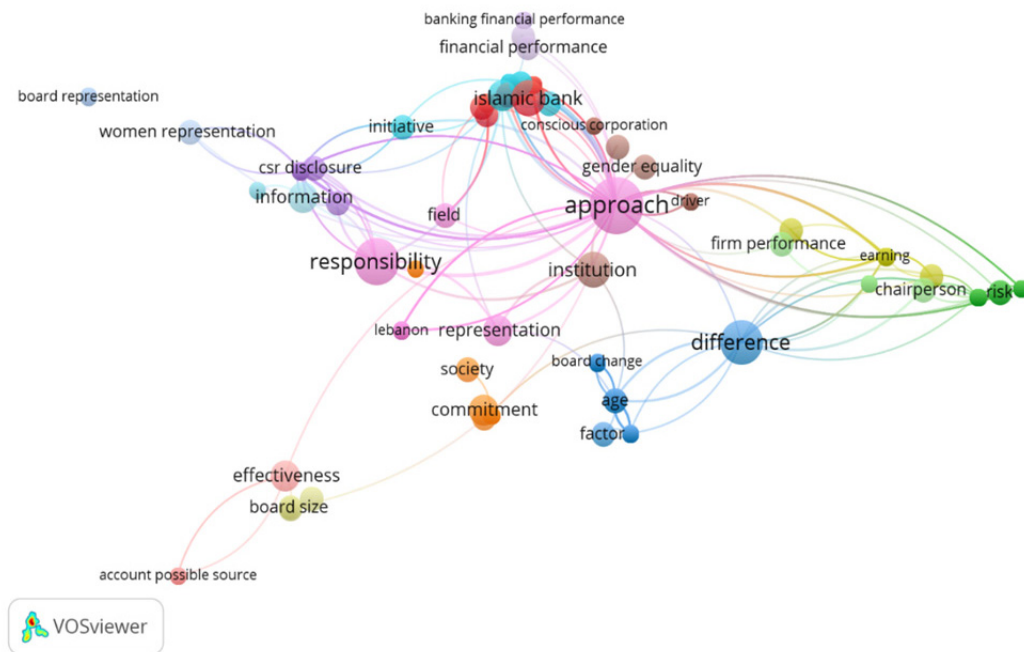 banking financial performance
financial performance
board representation
islamic bank
women representation
initiative
conscious corporation
csr disclosure
gender equality
information
field
approach
driver
firm performance
responsibility
institution
earning
chairperson
risk
lebanon
representation
difference
society
board change
commitment
age
factor
effectiveness
board size
account possible source
VOSviewer